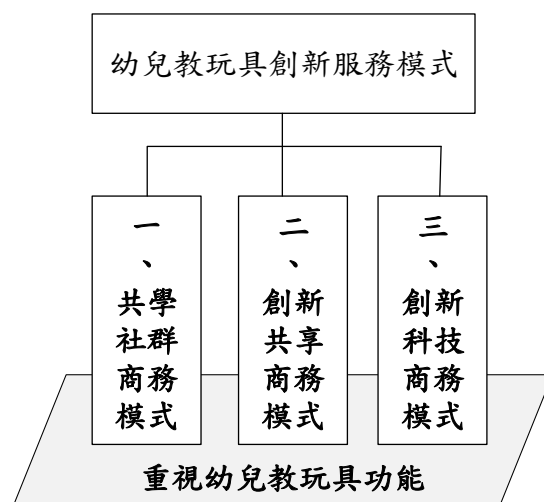 幼兒教玩具創新服務模式
一
、
共學
社群
商務
模式
二
、
創新
共享
商務
模式
三
、
創新
科技
商務
模式
重視幼兒教玩具功能